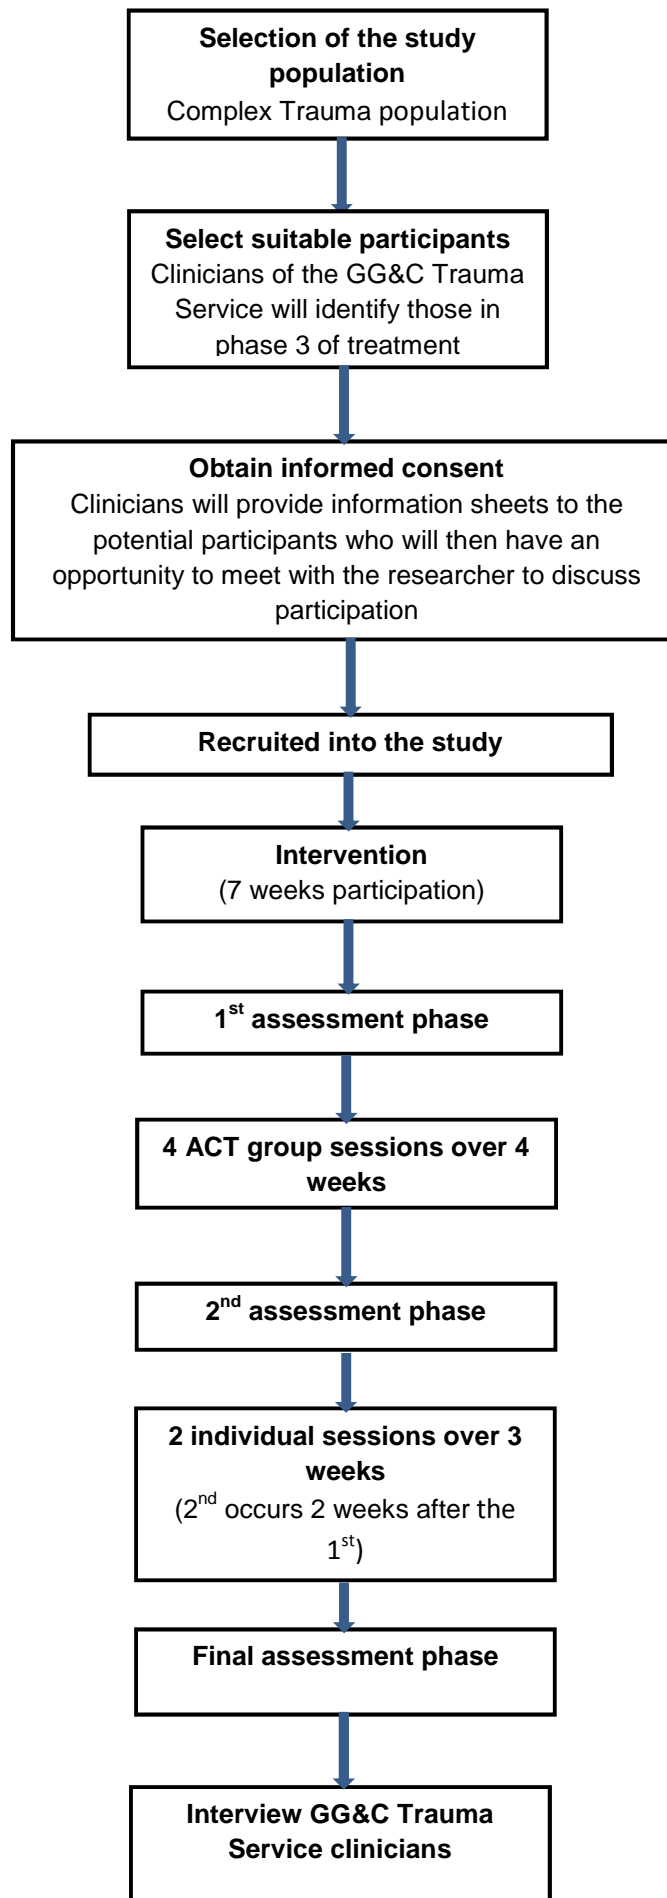 Selection of the study
population
Complex Trauma population
Select suitable participants
Clinicians of the GG&C Trauma
Service will identify those in
phase 3 of treatment
Obtain informed consent
Clinicians will provide information sheets to the
potential participants who will then have an
opportunity to meet with the researcher to discuss
participation
Recruited into the study
Intervention
(7 weeks participation)
1st assessment phase
4 ACT group sessions over 4
weeks
2nd assessment phase
2 individual sessions over 3
weeks
(2nd occurs 2 weeks after the
1st)
Final assessment phase
Interview GG&C Trauma
Service clinicians